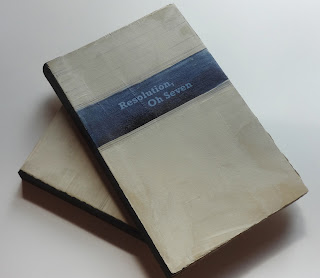 Resolution,
Oh Seven